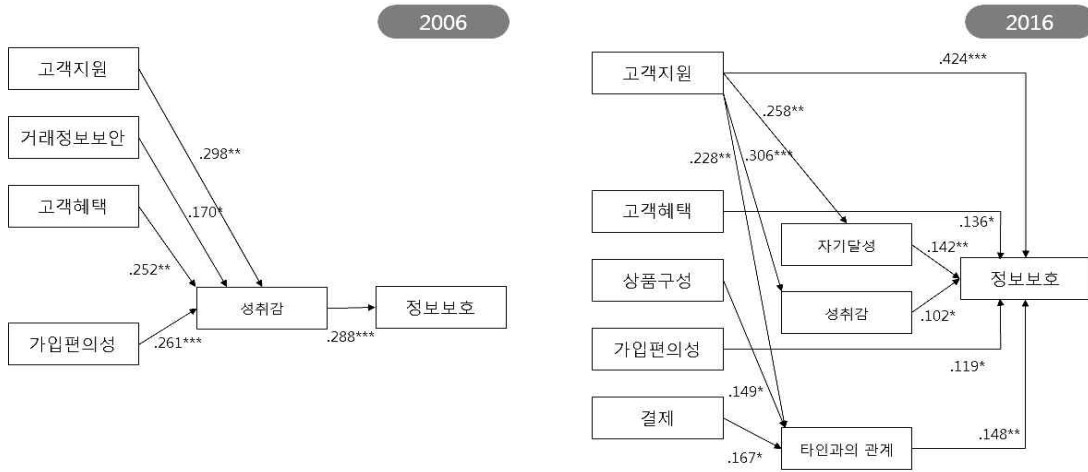 2006
고객지원
거래정보보안
.298**
고객혜택
.170*
.252**
성취감
정보보호
가입편의성
.261***
.288***
2016
고객지원
.424***
.258**
.228**
.306***
고객혜택
.136*
자기달성
.142**
정보보호
상품구성
성취감
.102*
가입편의성
.119*
.149*
결제
타인과의 관계
.148**
.167*